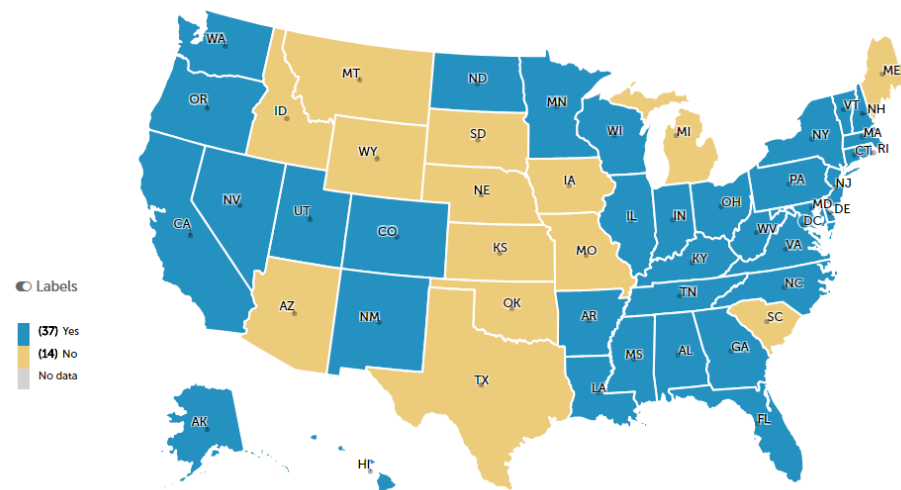 WA
ME
MT
ND
VT
OR
MN
NH
ID
WI
MI
MA
SD
NY
WY
CT
RI
PA
IA
NE
NJ
OH
NV
MD
DE
IL
IN
UT
DC
CA
WV
CO
VA
KS
MO
KY
NC
Labels
TN
AZ
OK
NM
AR
SC
(37) Yes
GA
(14) No
MS
AL
No data
TX
LA
AK
FL
HI